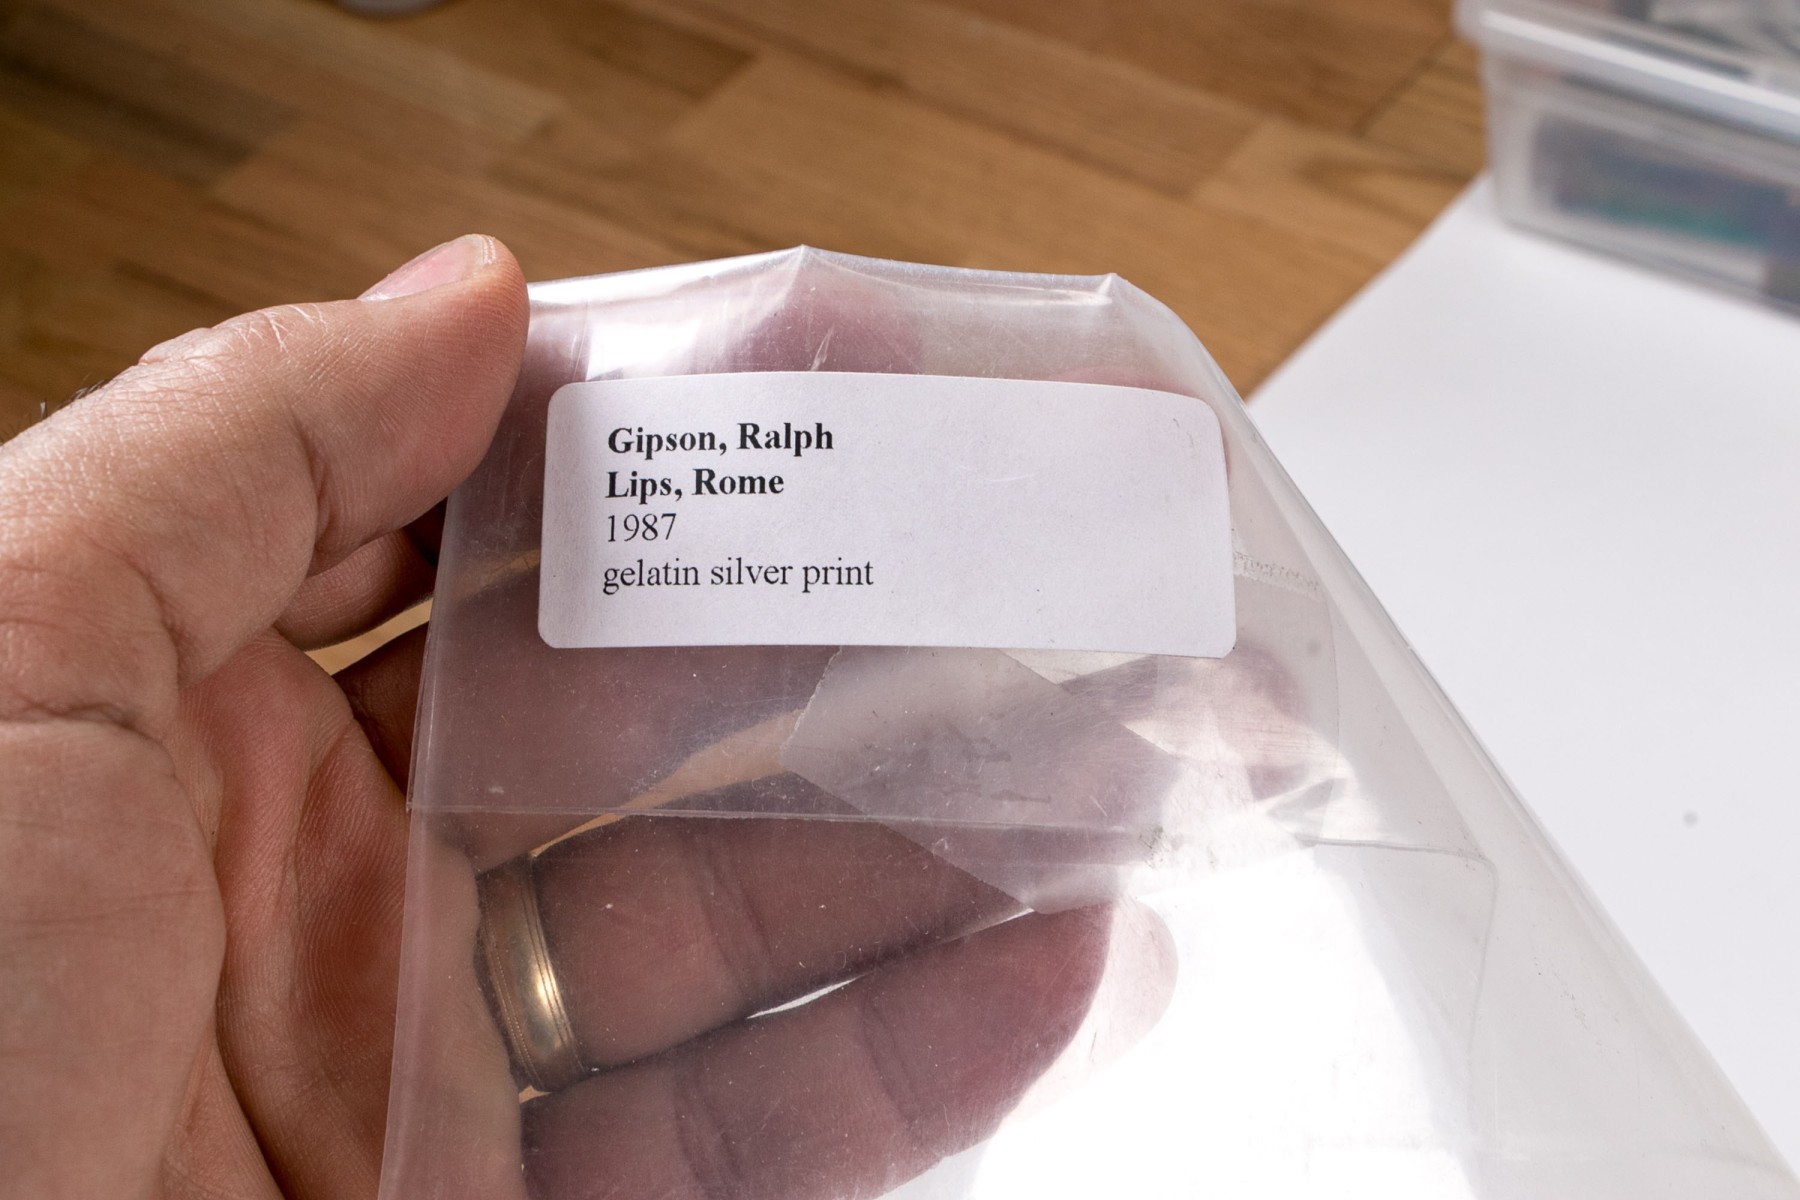 Gipson, Ralph
Lips, Rome
1987
gelatin silver print